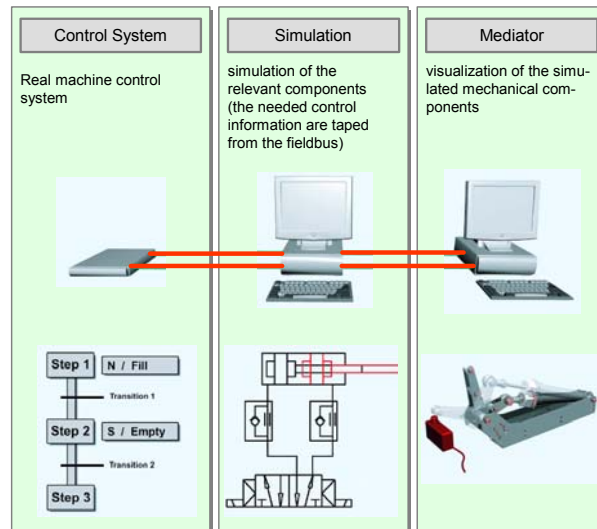 Control System
Real machine control
system
Simulation
simulation of the
relevant components
(the needed control
information are taped
from the fieldbus)
Mediator
visualization of the simu-
lated mechanical com-
ponents
Step 1
N / Fill
Transition 1
Step 2
S / Empty
Transition 2
Step 3